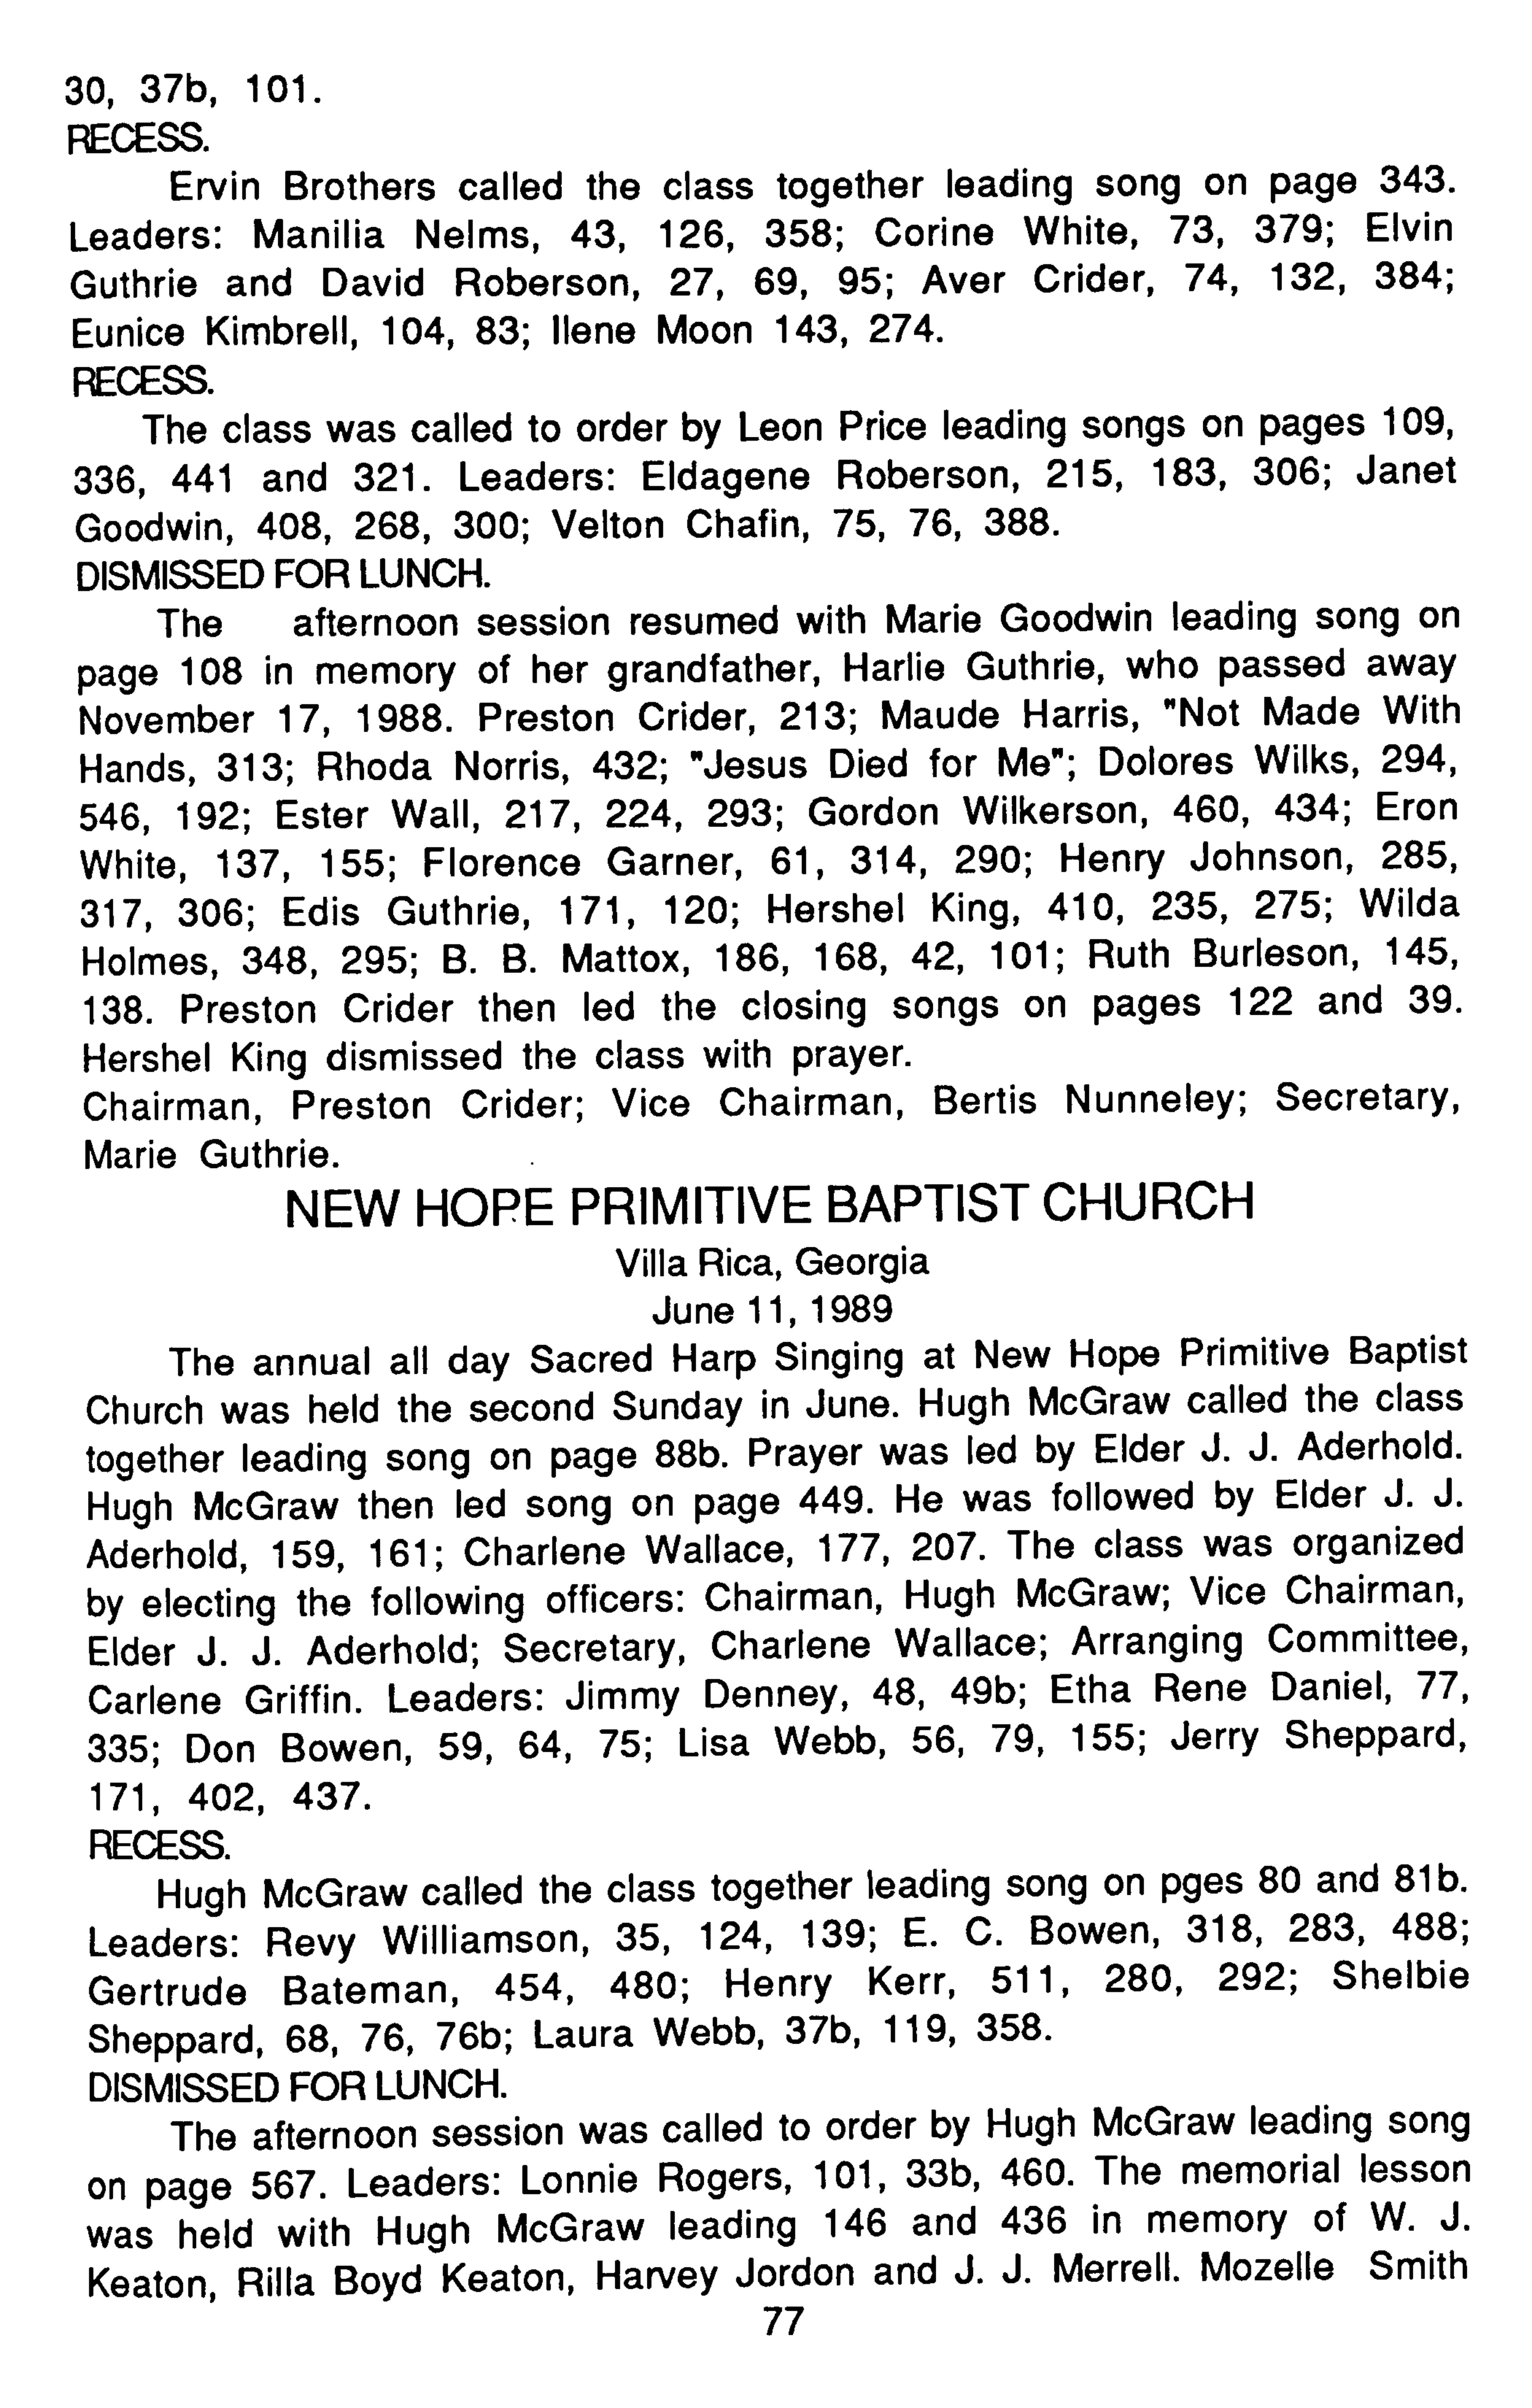 30, 37b, 101.
RECESS.
Ervin Brothers called the class together leading song on page 343.
Leaders: Manilia Nelms, 43, 126, 358; Corine White, 73, 379; Elvin
Guthrie and David Roberson, 27, 69, 95; Aver Crider, 74, 132, 384;
Eunice Kimbrell, 104, 83; Ilene Moon 143, 274.
RECESS.
The class was called to order by Leon Price leading songs on pages 109,
336, 441 and 321. Leaders: Eldagene Roberson, 215, 183, 306; Janet
Goodwin, 408, 268, 300; Velton Chafin, 75, 76, 388.
DISMISSED FOR LUNCH.
The afternoon session resumed with Marie Goodwin leading song on
page 108 in memory of her grandfather, Harlie Guthrie, who passed away
November 17, 1988. Preston Crider, 213; Maude Harris, "Not Made With
Hands, 313; Rhoda Norris, 432; "Jesus Died for Me"; Dolores Wilks, 294,
546, 192; Ester Wall, 217, 224, 293; Gordon Wilkerson, 460, 434; Eron
White, 137, 155; Florence Garner, 61, 314, 290; Henry Johnson, 285,
317, 306; Edis Guthrie, 171, 120; Hershel King, 410, 235, 275; Wilda
Holmes, 348, 295; B. B. Mattox, 186, 168, 42, 101; Ruth Burleson, 145,
138. Preston Crider then led the closing songs on pages 122 and 39.
Hershel King dismissed the class with prayer.
Chairman, Preston Crider; Vice Chairman, Bertis Nunneley; Secretary,
Marie Guthrie.
NEW HOPE PRIMITIVE BAPTIST CHURCH
Villa Rica, Georgia
June 11, 1989
The annual all day Sacred Harp Singing at New Hope Primitive Baptist
Church was held the second Sunday in June. Hugh McGraw called the class
together leading song on page 88b. Prayer was led by Elder J. J. Aderhold.
Hugh McGraw then led song on page 449. He was followed by Elder J. J.
Aderhold, 159, 161; Charlene Wallace, 177, 207. The class was organized
by electing the following officers: Chairman, Hugh McGraw; Vice Chairman,
Elder J. J. Aderhold; Secretary, Charlene Wallace; Arranging Committee,
Carlene Griffin. Leaders: Jimmy Denney, 48, 49b; Etha Rene Daniel, 77,
335; Don Bowen, 59, 64, 75; Lisa Webb, 56, 79, 155; Jerry Sheppard,
171, 402, 437.
RECESS.
Hugh McGraw called the class together leading song on pges 80 and 81b.
Leaders: Revy Williamson, 35, 124, 139; E. C. Bowen, 318, 283, 488;
Gertrude Bateman, 454, 480; Henry Kerr, 511, 280, 292; Shelbie
Sheppard, 68, 76, 76b; Laura Webb, 37b, 119, 358.
DISMISSED FOR LUNCH.
The afternoon session was called to order by Hugh McGraw leading song
on page 567. Leaders: Lonnie Rogers, 101, 33b, 460. The memorial lesson
was held with Hugh McGraw leading 146 and 436 in memory of W. J.
Keaton, Rilla Boyd Keaton, Harvey Jordon and J. J. Merrell. Mozelle Smith
77